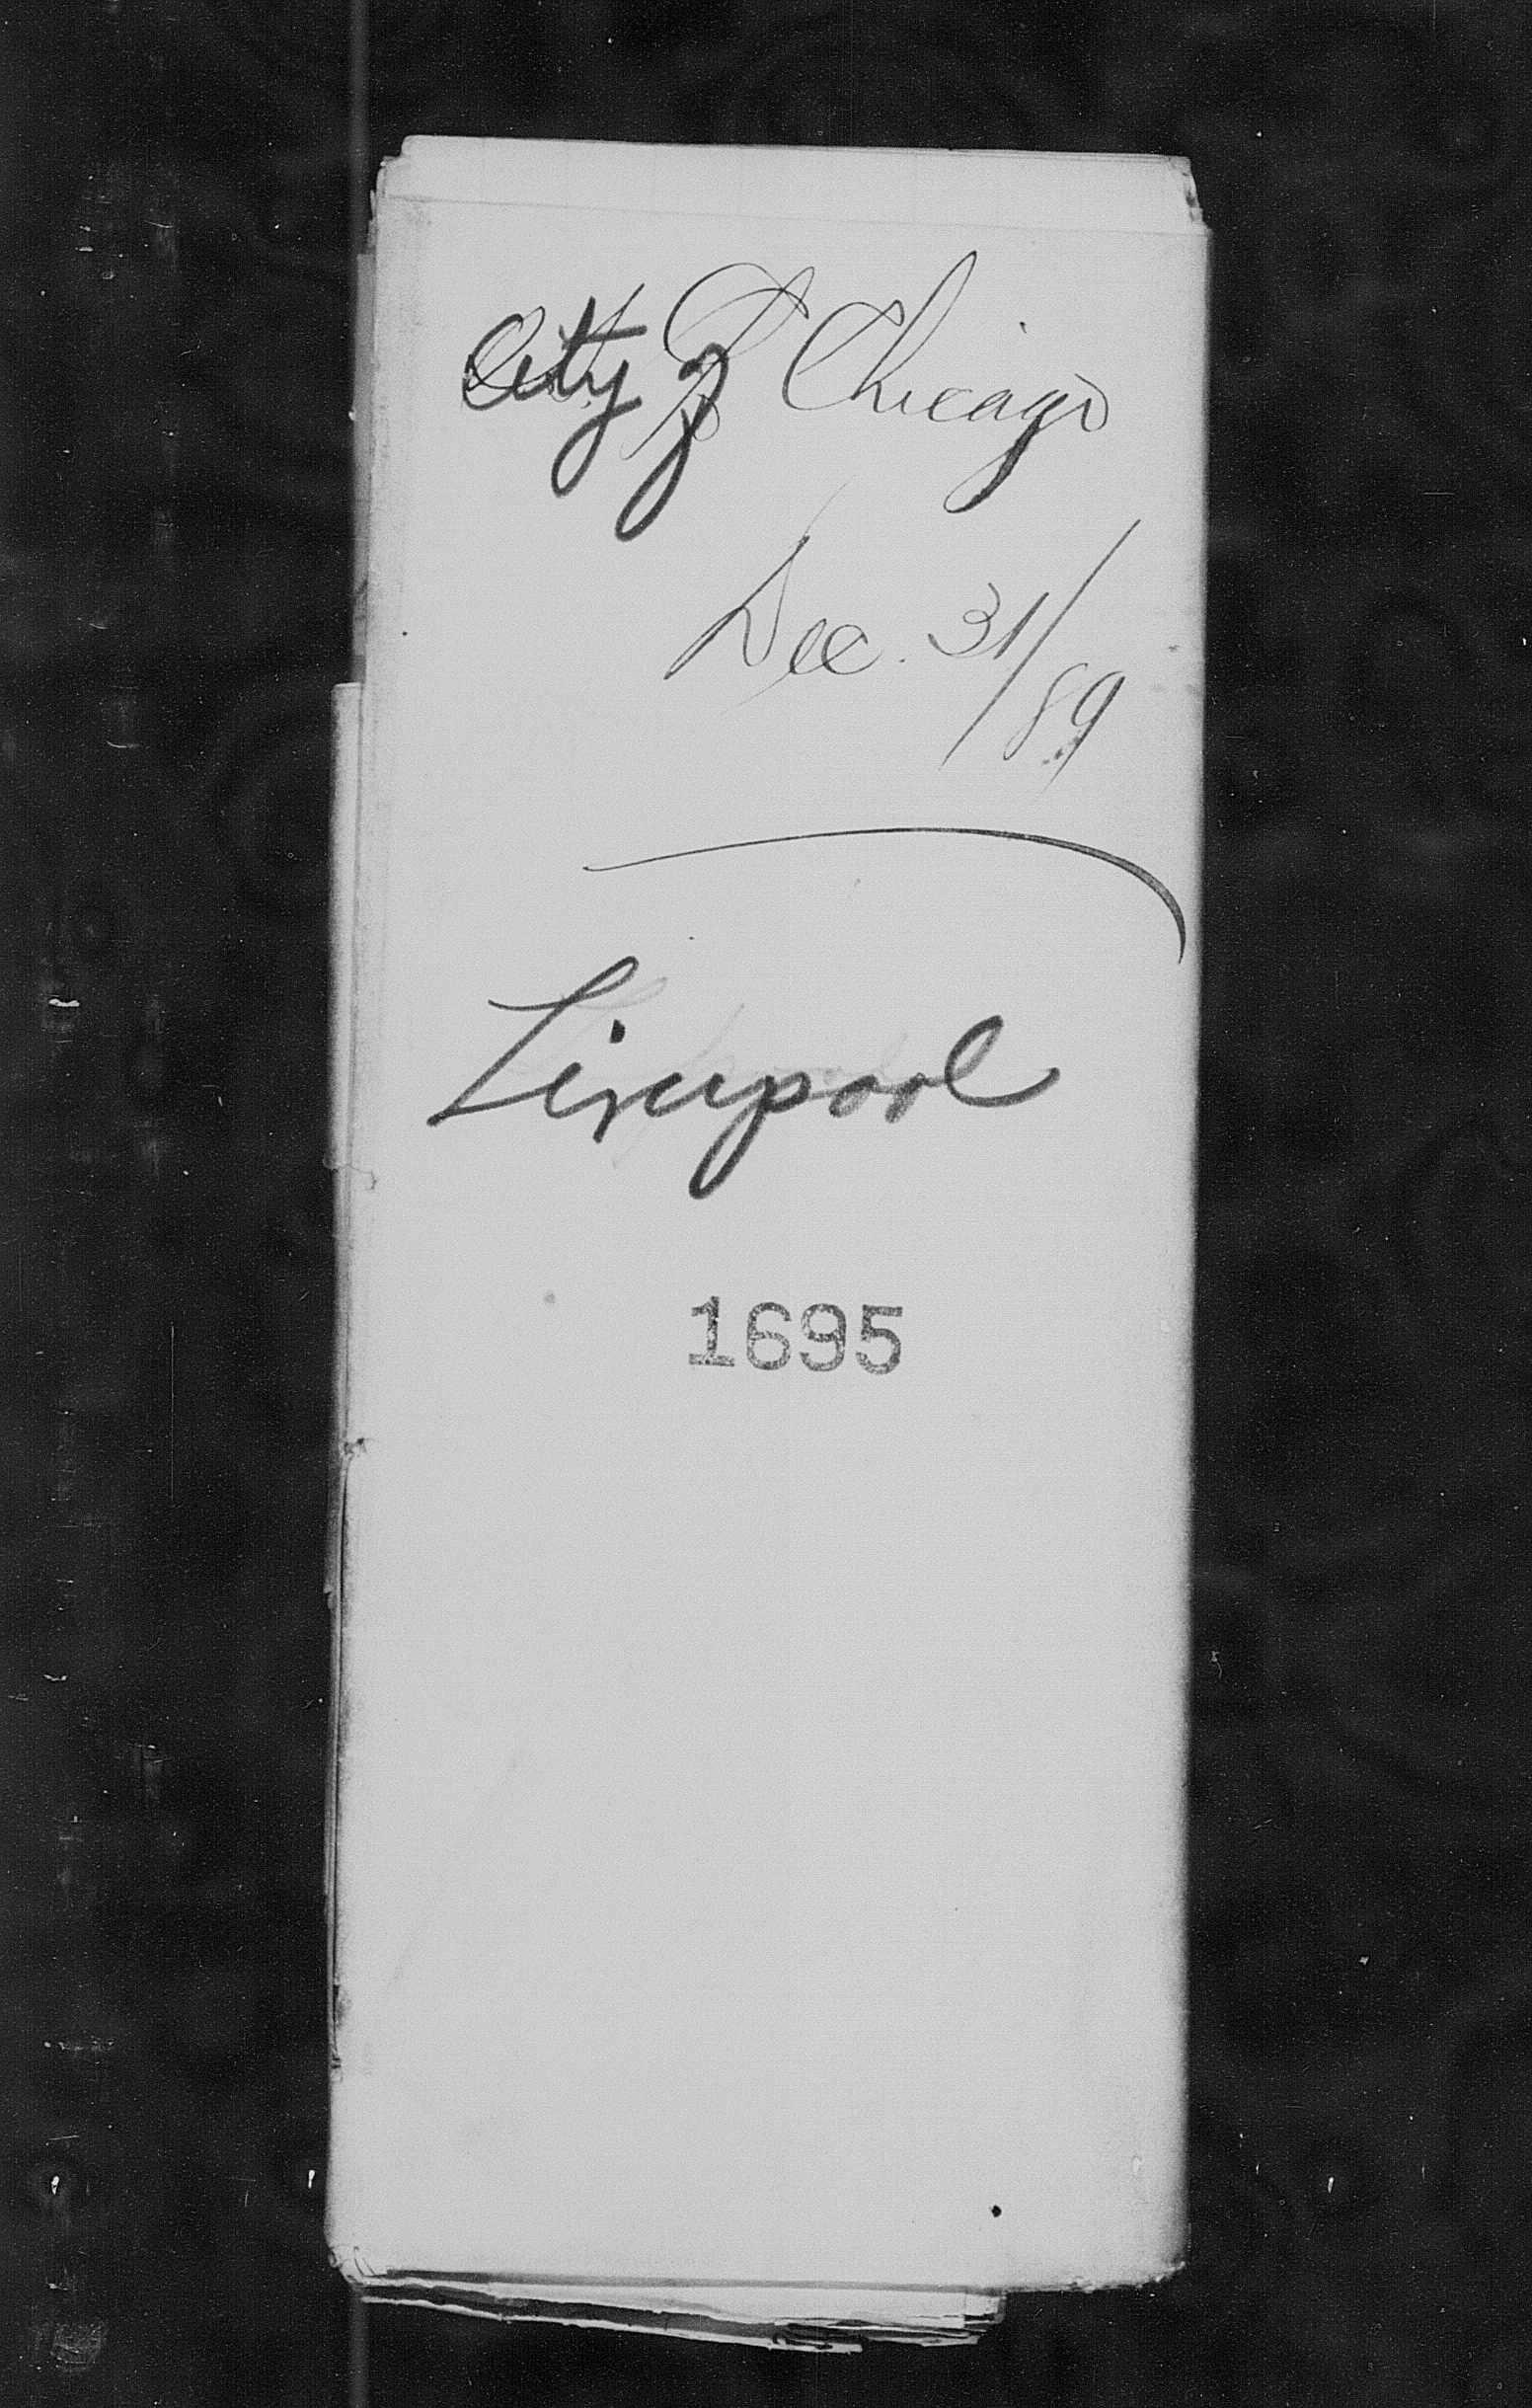 City of Chicago
Dec. 31/89
Liverpool
1695